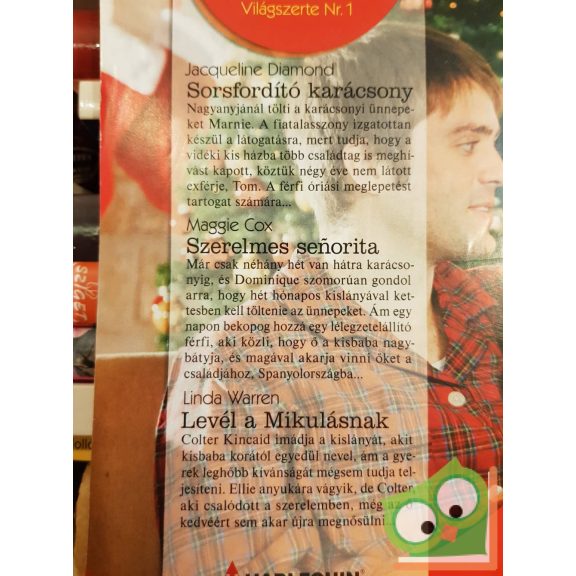 Világszerte Nr. 1
Jacqueline Diamond
Sorsfordító karácsony
Nagyanyjánál tölti a karácsonyi ünnepe-
ket Marnie. A fiatalasszony izgatottan
készül a látogatásra, mert tudja, hogy a
vidéki kis házba több családtag is meghí-
vást kapott, köztük négy éve nem látott
exférje, Tom. A férfi óriási meglepetést
tartogat számára...
Maggie Cox
Szerelmes señorita
Már csak néhány hét van hátra karácso-
nyig, és Dominique szomorúan gondol
arra, hogy hét hónapos kislányával ket-
tesben kell töltenie az ünnepeket. Ám egy
napon bekopog hozzá egy lélegzetelállító
férfi, aki közli, hogy ő a kisbaba nagy-
bátyja, és magával akarja vinni őket a
családjához, Spanyolországba...
Linda Warren
Levél a Mikulásnak
Colter Kincaid imádja a kislányát, akit
kisbaba korától egyedül nevel, ám a gye-
rek leghőbb kívánságát mégsem tudja tel-
jesíteni. Ellie anyukára vágyik, de Colter,
aki csalódott a szerelemben, még az ő
kedvéért sem akar újra megnősülni...
HARLEQUIN
SZIGET